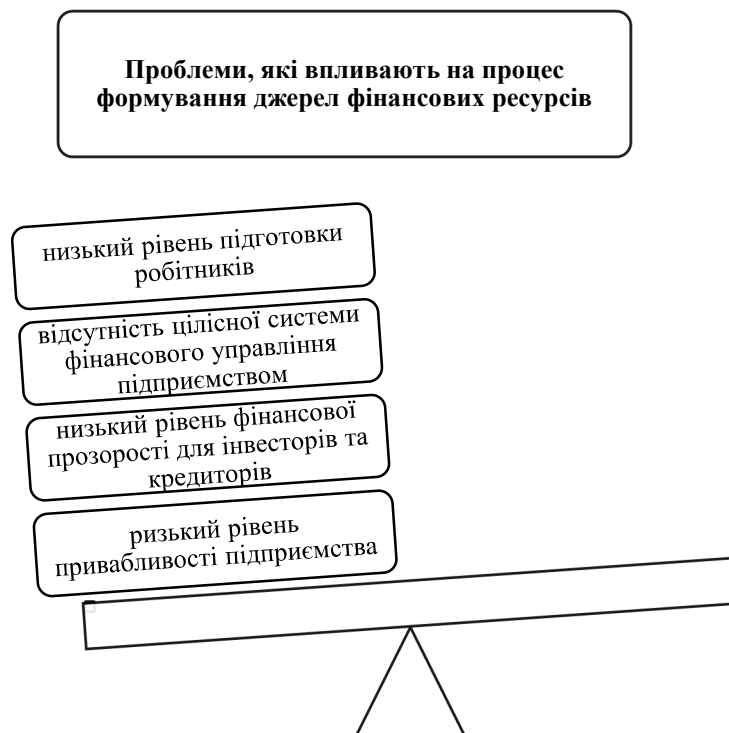 Проблеми, які впливають на процес
формування джерел фінансових ресурсів
низький рівень підготовки
робітників
відсутність цілісної системи
фінансового управління
підприємством
низький рівень фінансової
прозорості для інвесторів та
кредиторів
ризький рівень
привабливості підприємства